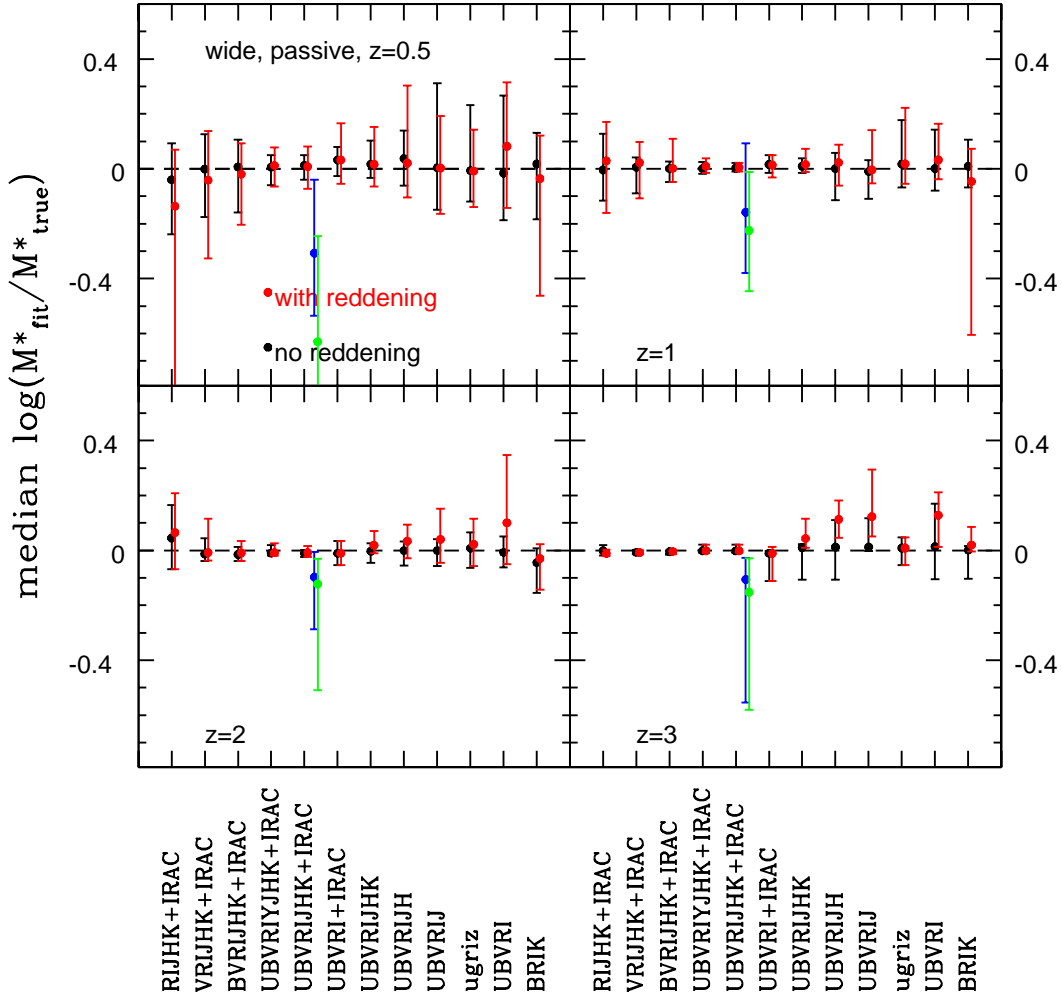 0.4
wide, passive, z=0.5
0.4
0
0
-0.4
with reddening
-0.4
no reddening
z=1
median log(M*fit/M*true)
0.4
0.4
0
0
-0.4
-0.4
z=2
z=3
RIJHK+IRAC
VRIJHK+IRAC
BVRIJHK+IRAC
UBVRIYJHK+IRAC
UBVRIJHK+IRAC
UBVRI+IRAC
UBVRIJHK
UBVRIJH
UBVRIJ
ugriz
UBVRI
BRIK
RIJHK+IRAC
VRIJHK+IRAC
BVRIJHK+IRAC
UBVRIYJHK+IRAC
UBVRIJHK+IRAC
UBVRI+IRAC
UBVRIJHK
UBVRIJH
UBVRIJ
ugriz
UBVRI
BRIK